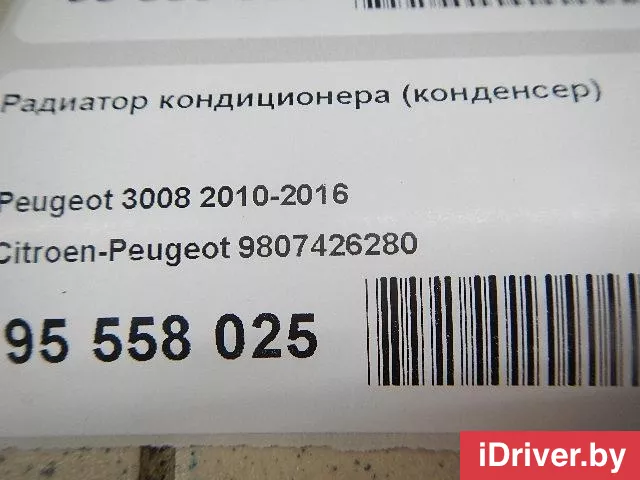 Радиатор кондиционера (конденсер)
Peugeot 3008 2010-2016
Citroen-Peugeot 9807426280
95 558 025
iDriver.by